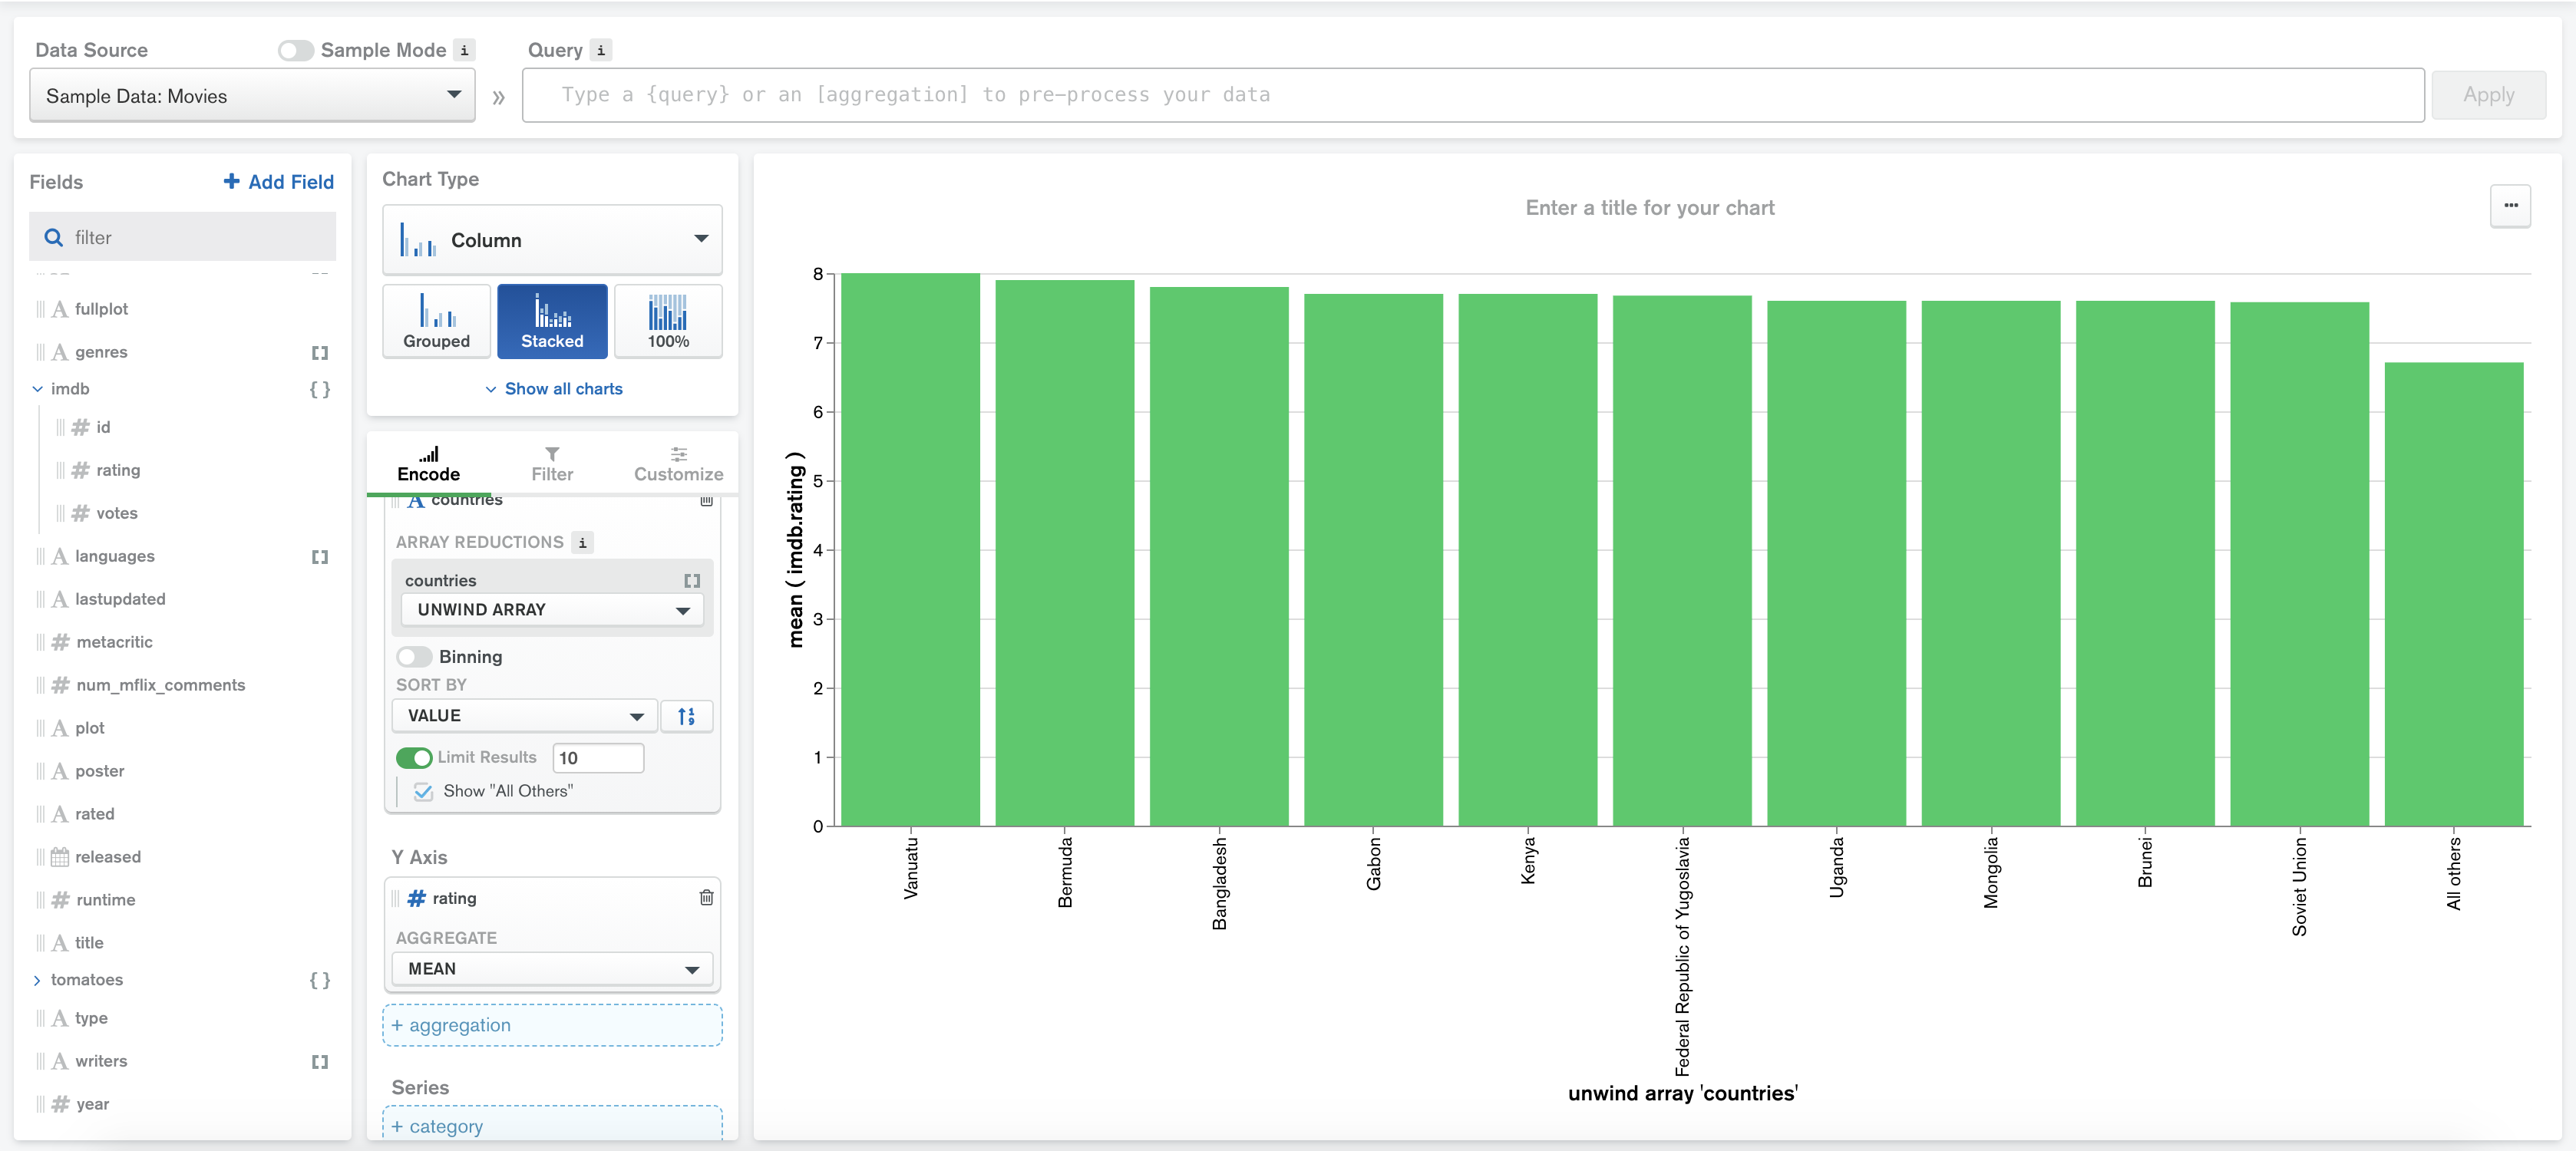 Data Source
Sample Mode i
Query i
Sample Data: Movies
»
Type a {query} or an [aggregation] to pre-process your data
Apply
Fields
+ Add Field
filter
A fullplot
A genres [ ]
imdb { }
# id
# rating
# votes
A languages [ ]
A lastupdated
# metacritic
# num_mflix_comments
A plot
A poster
A rated
released
# runtime
A title
tomatoes { }
A type
A writers [ ]
# year
Chart Type
Column
Grouped
Stacked
100%
Show all charts
Encode
Filter
Customize
A countries
ARRAY REDUCTIONS i
countries [ ]
UNWIND ARRAY
Binning
SORT BY
VALUE
1
9
Limit Results 10
Show "All Others"
Y Axis
# rating
AGGREGATE
MEAN
+ aggregation
Series
+ category
Enter a title for your chart
...
mean ( imdb.rating )
8
7
6
5
4
3
2
1
0
Vanuatu
Bermuda
Bangladesh
Gabon
Kenya
Federal Republic of Yugoslavia
Uganda
Mongolia
Brunei
Soviet Union
All others
unwind array 'countries'